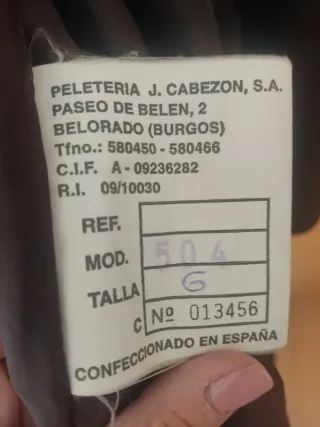 PELETERIA J. CABEZON, S.A.
PASEO DE BELEN, 2
BELORADO (BURGOS)
Tfno.: 580450 - 580466
C.I.F. A - 09236282
R.I. 09/10030
REF.
MOD. 504
TALLA G
C Nº 013456
CONFECCIONADO EN ESPAÑA